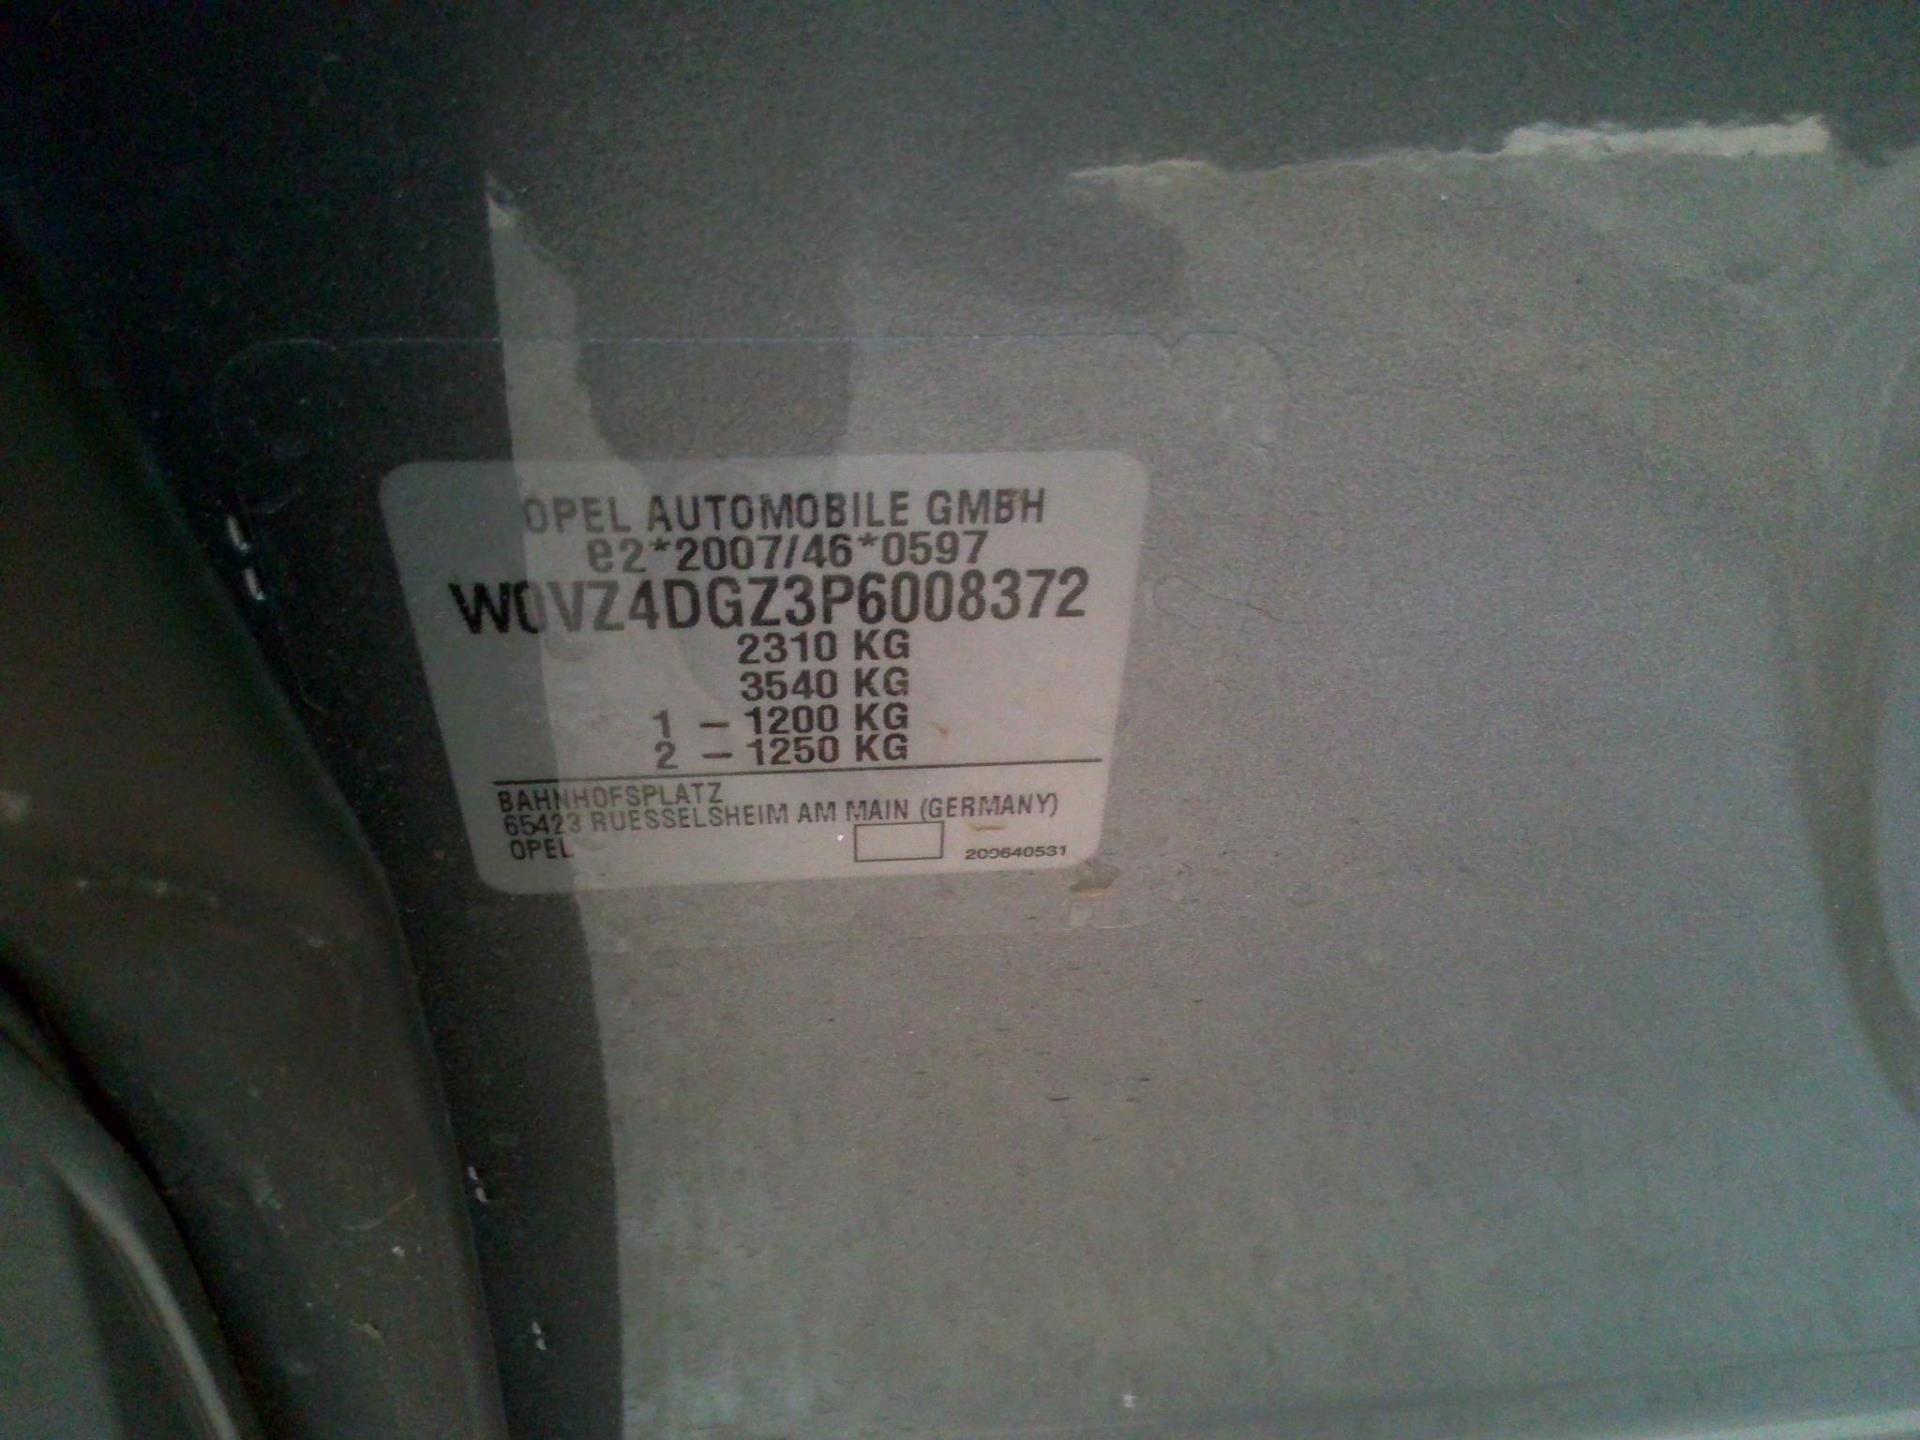 OPEL AUTOMOBILE GMBH
e2*2007/46*0597
W0VZ4DGZ3P6008372
2310 KG
3540 KG
1 – 1200 KG
2 – 1250 KG
BAHNHOFSPLATZ
65423 RUESSELSHEIM AM MAIN (GERMANY)
OPEL
200640531